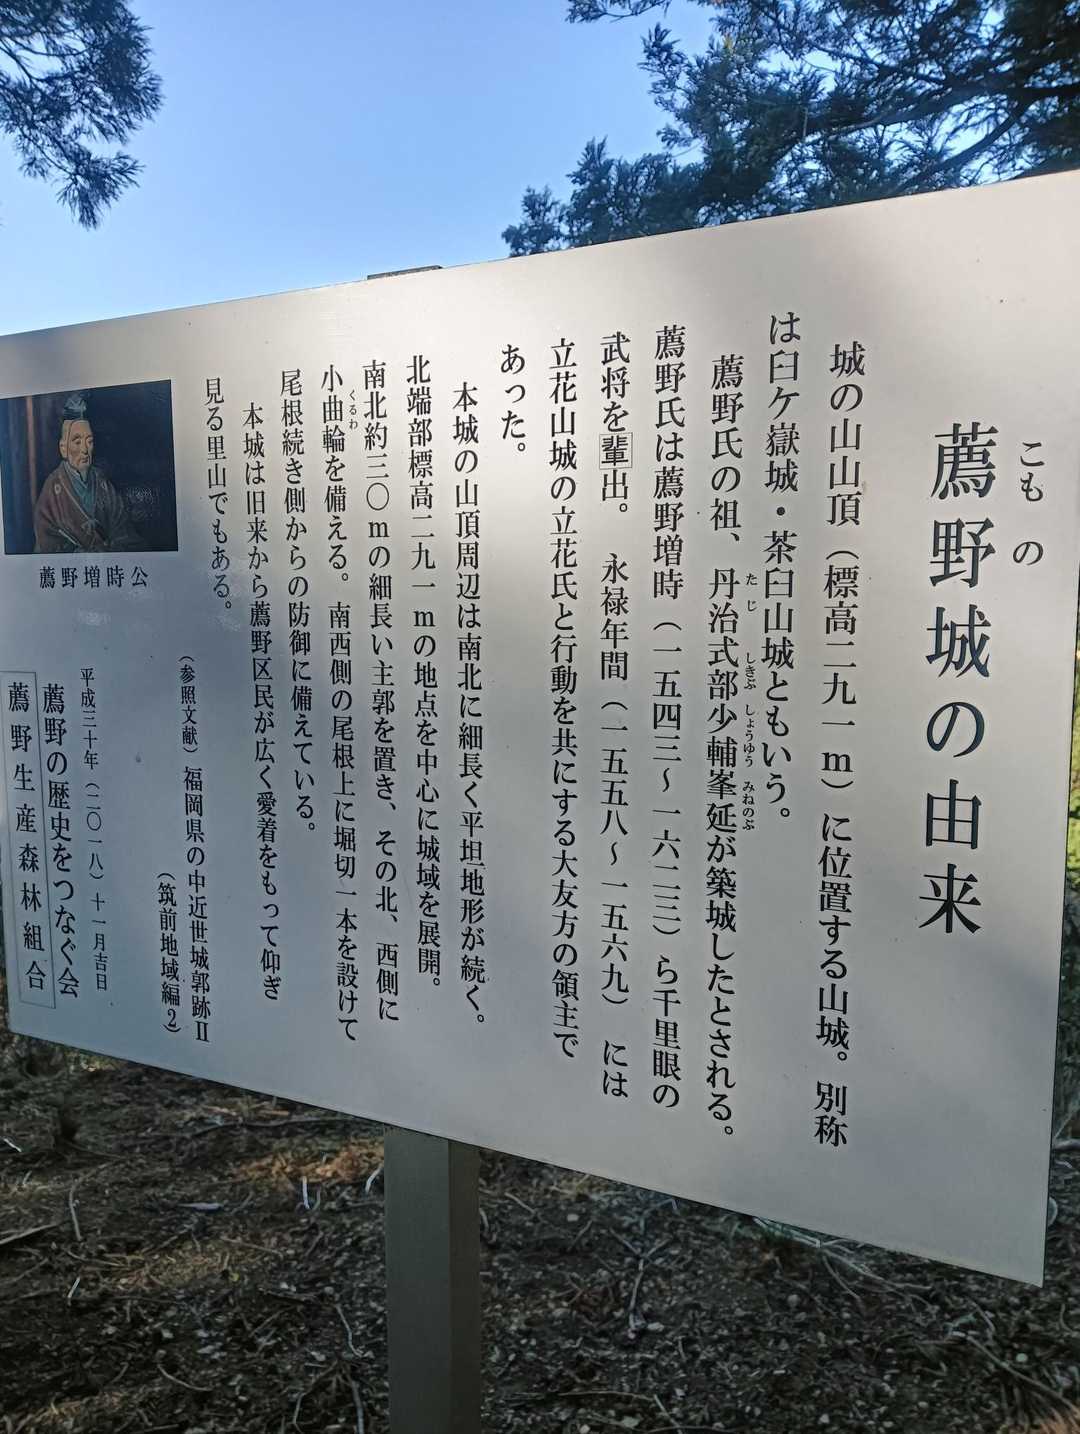 薦野城の由来
こも の
城の山山頂（標高二九一m）に位置する山城。別称
は臼ケ嶽城・茶臼山城ともいう。
薦野氏の祖、丹治式部少輔峯延が築城したとされる。
たじ しきぶ しょうゆう みねのぶ
薦野氏は薦野増時（一五四三～一六二三）ら千里眼の
武将を輩出。 永禄年間（一五五八～一五六九）には
立花山城の立花氏と行動を共にする大友方の領主で
あった。
本城の山頂周辺は南北に細長く平坦地形が続く。
北端部標高二九一mの地点を中心に城域を展開。
南北約三〇mの細長い主郭を置き、その北、西側に
小曲輪を備える。南西側の尾根上に堀切一本を設けて
くるわ
尾根続き側からの防御に備えている。
本城は旧来から薦野区民が広く愛着をもって仰ぎ
見る里山でもある。
（参照文献）福岡県の中近世城郭跡Ⅱ
（筑前地域編2）
平成三十年（二〇一八）十一月吉日
薦野の歴史をつなぐ会
薦野生産森林組合
薦野増時公